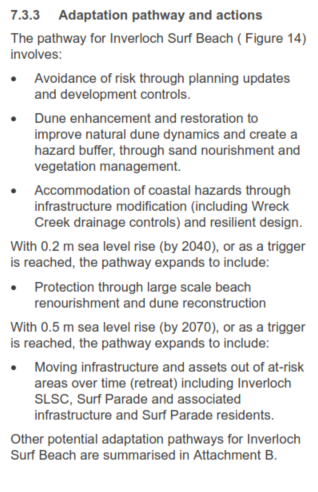 7.3.3 Adaptation pathway and actions
The pathway for Inverloch Surf Beach ( Figure 14)
involves:
• Avoidance of risk through planning updates
and development controls.
• Dune enhancement and restoration to
improve natural dune dynamics and create a
hazard buffer, through sand nourishment and
vegetation management.
• Accommodation of coastal hazards through
infrastructure modification (including Wreck
Creek drainage controls) and resilient design.
With 0.2 m sea level rise (by 2040), or as a trigger
is reached, the pathway expands to include:
• Protection through large scale beach
renourishment and dune reconstruction
With 0.5 m sea level rise (by 2070), or as a trigger
is reached, the pathway expands to include:
• Moving infrastructure and assets out of at-risk
areas over time (retreat) including Inverloch
SLSC, Surf Parade and associated
infrastructure and Surf Parade residents.
Other potential adaptation pathways for Inverloch
Surf Beach are summarised in Attachment B.